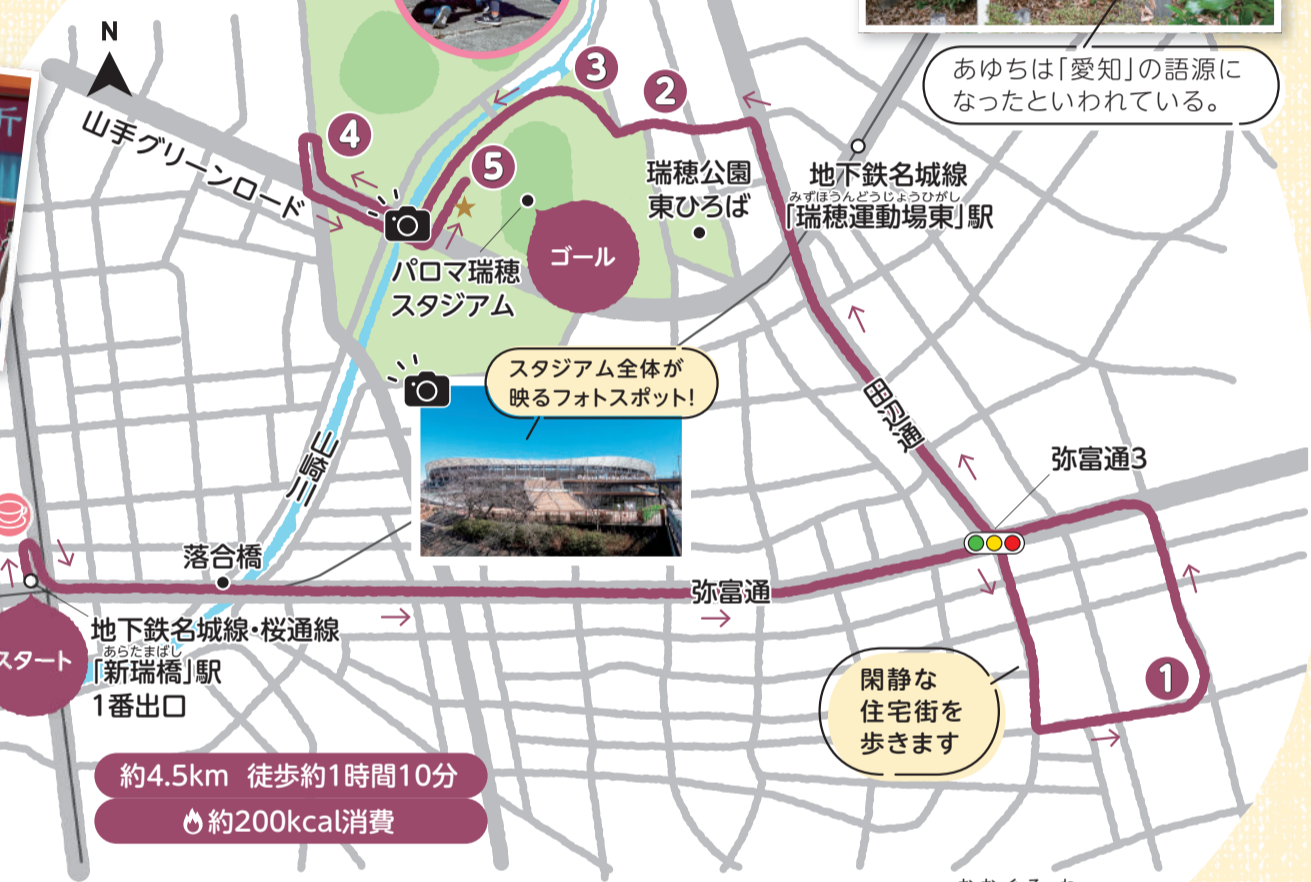 N
所
山手グリーンロード
4
3
2
5
あゆちは「愛知」の語源に
なったといわれている。
瑞穂公園
東ひろば
地下鉄名城線
みずほうんどうじょうひがし
「瑞穂運動場東」駅
ゴール
パロマ瑞穂
スタジアム
スタジアム全体が
映るフォトスポット!
田辺通
山崎川
弥富通3
落合橋
弥富通
スタート
地下鉄名城線・桜通線
あらたまばし
「新瑞橋」駅
1番出口
閑静な
住宅街を
歩きます
1
約4.5km 徒歩約1時間10分
約200kcal消費